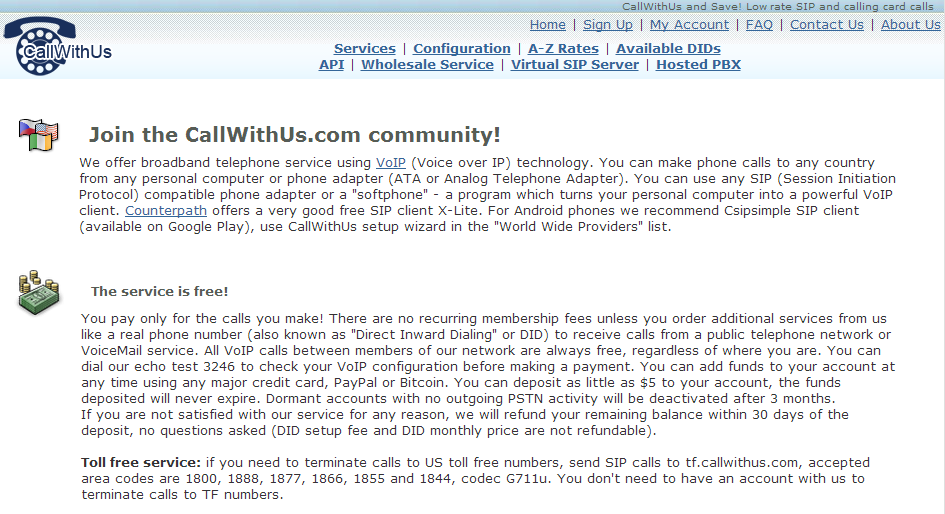 CallWithUs and Save! Low rate SIP and calling card calls
Home | Sign Up | My Account | FAQ | Contact Us | About Us
CallWithUs
Services | Configuration | A-Z Rates | Available DIDs
API | Wholesale Service | Virtual SIP Server | Hosted PBX
Join the CallWithUs.com community!
We offer broadband telephone service using VoIP (Voice over IP) technology. You can make phone calls to any country
from any personal computer or phone adapter (ATA or Analog Telephone Adapter). You can use any SIP (Session Initiation
Protocol) compatible phone adapter or a "softphone" - a program which turns your personal computer into a powerful VoIP
client. Counterpath offers a very good free SIP client X-Lite. For Android phones we recommend Csipsimple SIP client
(available on Google Play), use CallWithUs setup wizard in the "World Wide Providers" list.
The service is free!
You pay only for the calls you make! There are no recurring membership fees unless you order additional services from us
like a real phone number (also known as "Direct Inward Dialing" or DID) to receive calls from a public telephone network or
VoiceMail service. All VoIP calls between members of our network are always free, regardless of where you are. You can
dial our echo test 3246 to check your VoIP configuration before making a payment. You can add funds to your account at
any time using any major credit card, PayPal or Bitcoin. You can deposit as little as $5 to your account, the funds
deposited will never expire. Dormant accounts with no outgoing PSTN activity will be deactivated after 3 months.
If you are not satisfied with our service for any reason, we will refund your remaining balance within 30 days of the
deposit, no questions asked (DID setup fee and DID monthly price are not refundable).
Toll free service: if you need to terminate calls to US toll free numbers, send SIP calls to tf.callwithus.com, accepted
area codes are 1800, 1888, 1877, 1866, 1855 and 1844, codec G711u. You don't need to have an account with us to
terminate calls to TF numbers.